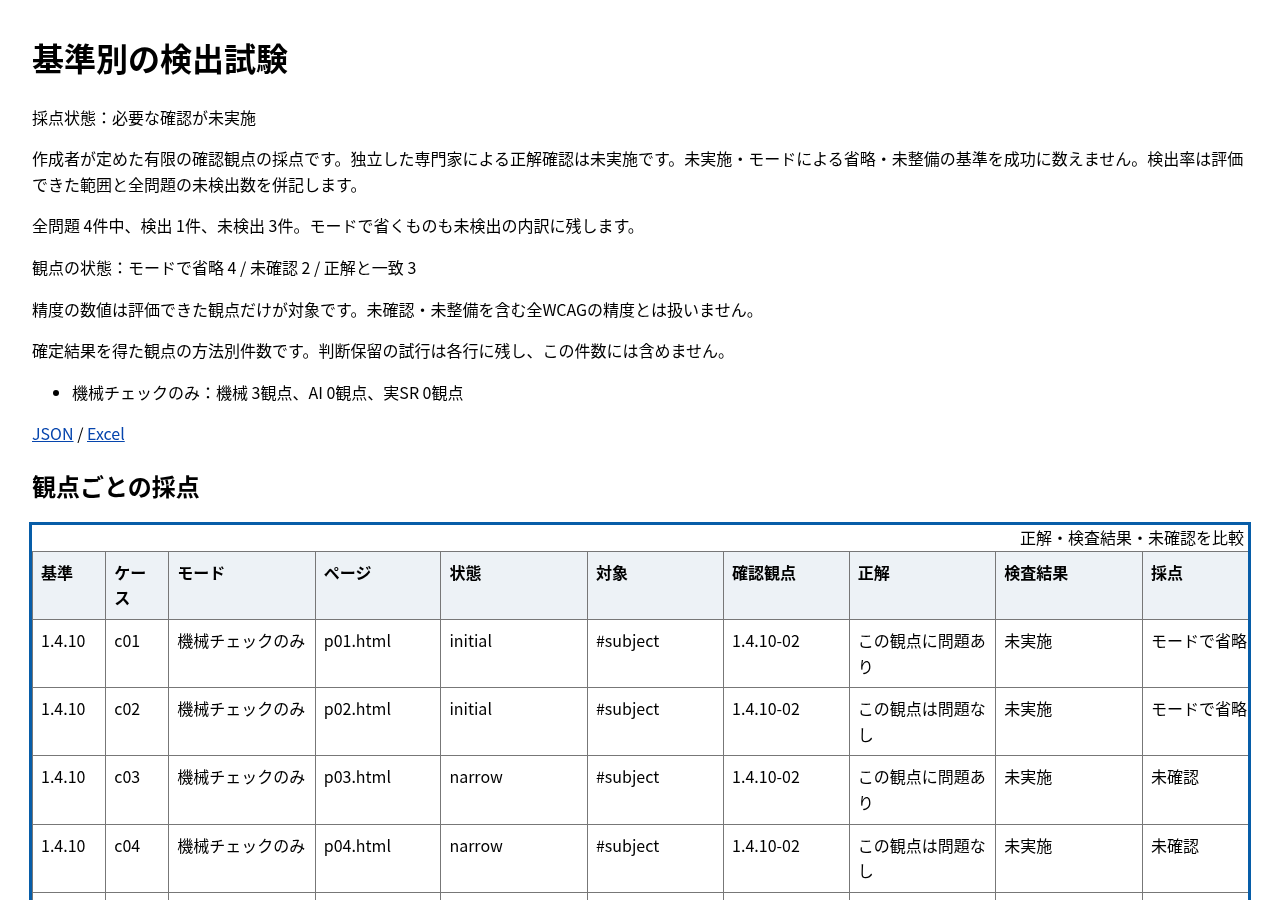 基準別の検出試験
採点状態：必要な確認が未実施
作成者が定めた有限の確認観点の採点です。独立した専門家による正解確認は未実施です。未実施・モードによる省略・未整備の基準を成功に数えません。検出率は評価
できた範囲と全問題の未検出数を併記します。
全問題 4件中、検出 1件、未検出 3件。モードで省くものも未検出の内訳に残します。
観点の状態：モードで省略 4 / 未確認 2 / 正解と一致 3
精度の数値は評価できた観点だけが対象です。未確認・未整備を含む全WCAGの精度とは扱いません。
確定結果を得た観点の方法別件数です。判断保留の試行は各行に残し、この件数には含めません。
• 機械チェックのみ：機械 3観点、AI 0観点、実SR 0観点
JSON / Excel
観点ごとの採点
正解・検査結果・未確認を比較
基準 ケース モード ページ 状態 対象 確認観点 正解 検査結果 採点
1.4.10 c01 機械チェックのみ p01.html initial #subject 1.4.10-02 この観点に問題あり 未実施 モードで省略
1.4.10 c02 機械チェックのみ p02.html initial #subject 1.4.10-02 この観点は問題なし 未実施 モードで省略
1.4.10 c03 機械チェックのみ p03.html narrow #subject 1.4.10-02 この観点に問題あり 未実施 未確認
1.4.10 c04 機械チェックのみ p04.html narrow #subject 1.4.10-02 この観点は問題なし 未実施 未確認